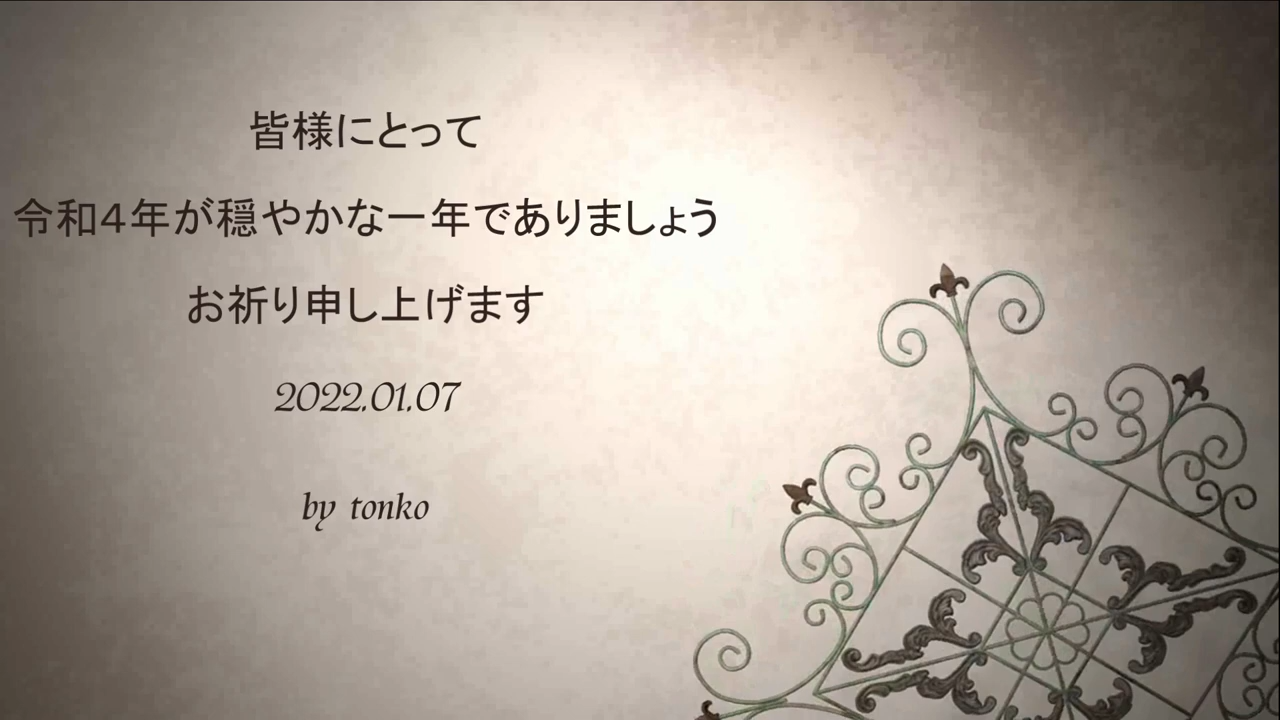 皆様にとって
令和４年が穏やかな一年でありましょう
お祈り申し上げます
2022.01.07
by tonko